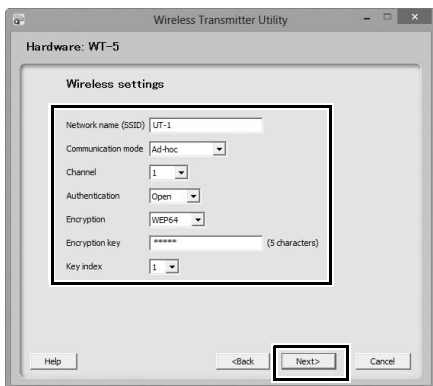 Wireless Transmitter Utility
Hardware: WT-5
Wireless settings
Network name (SSID) UT-1
Communication mode Ad-hoc
Channel 1
Authentication Open
Encryption WEP64
Encryption key ***** (5 characters)
Key index 1
Help <Back Next> Cancel